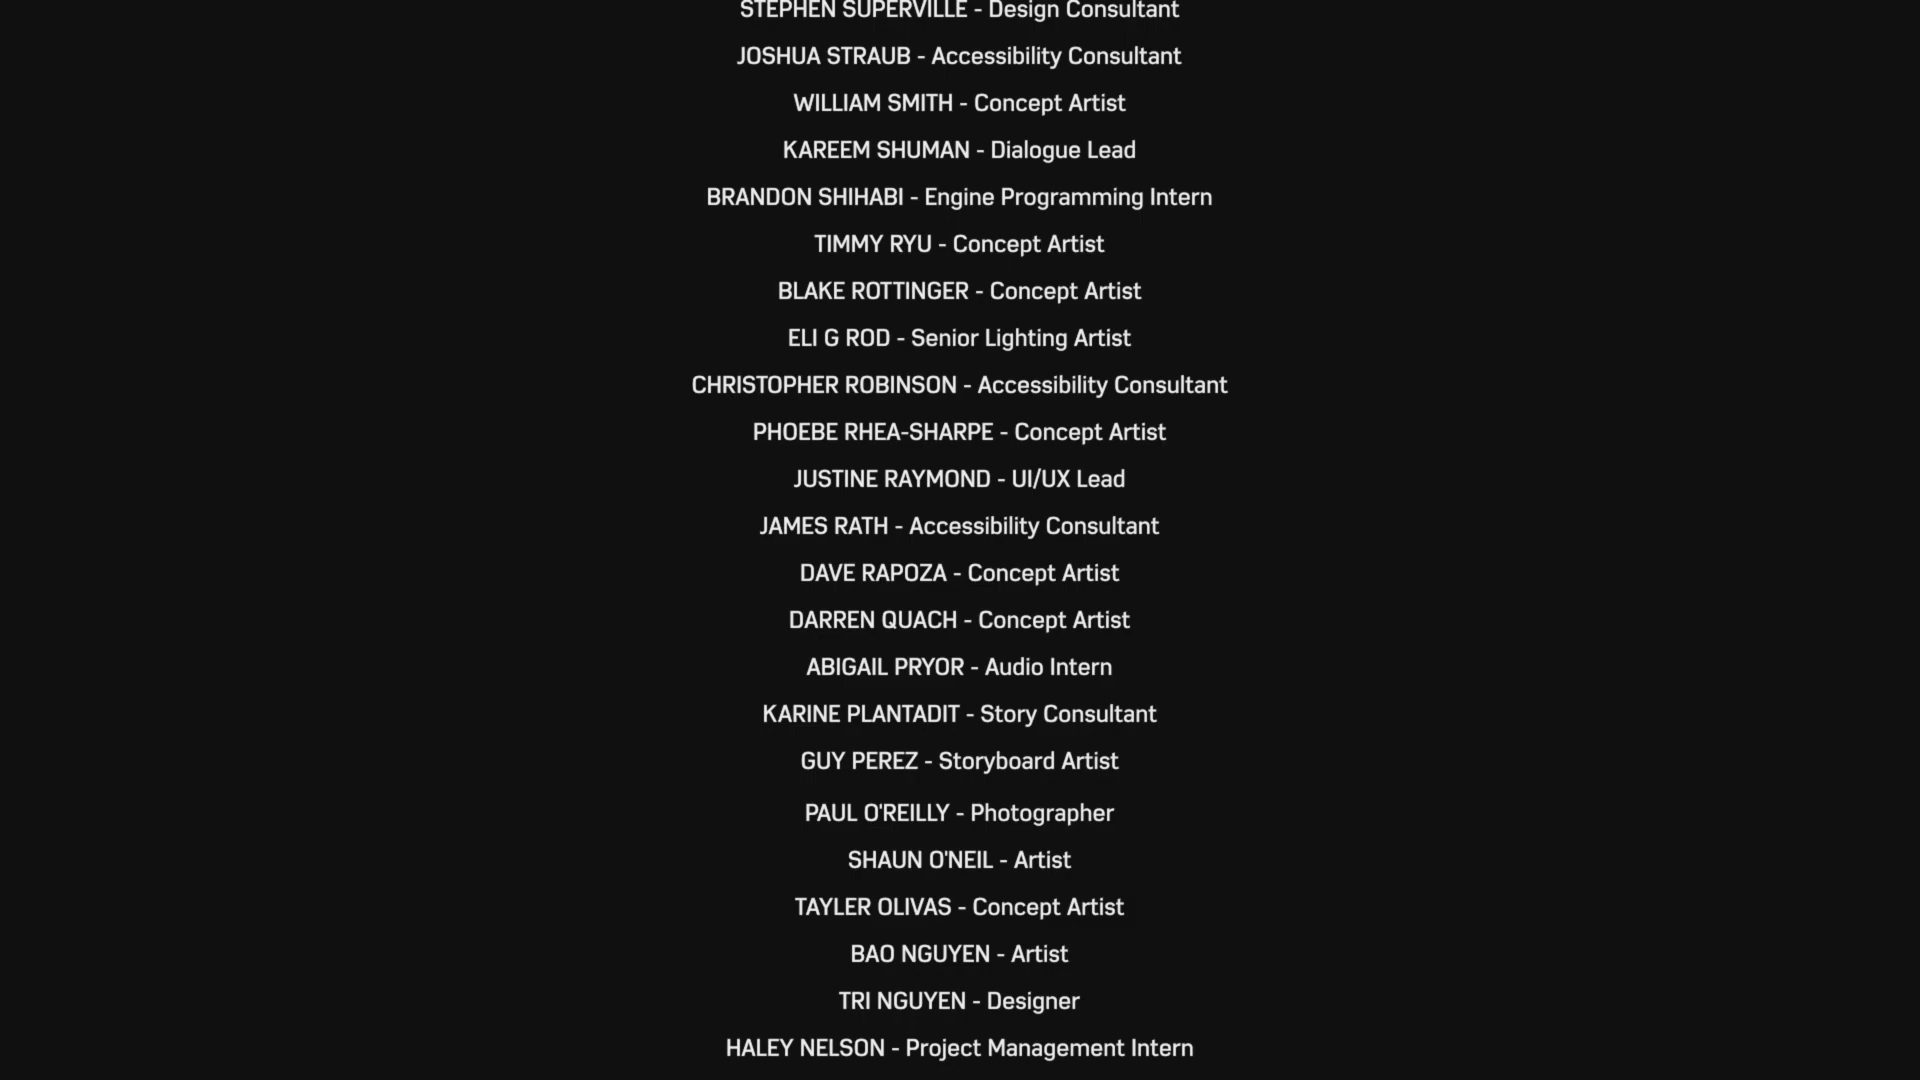 STEPHEN SUPERVILLE - Design Consultant
JOSHUA STRAUB - Accessibility Consultant
WILLIAM SMITH - Concept Artist
KAREEM SHUMAN - Dialogue Lead
BRANDON SHIHABI - Engine Programming Intern
TIMMY RYU - Concept Artist
BLAKE ROTTINGER - Concept Artist
ELI G ROD - Senior Lighting Artist
CHRISTOPHER ROBINSON - Accessibility Consultant
PHOEBE RHEA-SHARPE - Concept Artist
JUSTINE RAYMOND - UI/UX Lead
JAMES RATH - Accessibility Consultant
DAVE RAPOZA - Concept Artist
DARREN QUACH - Concept Artist
ABIGAIL PRYOR - Audio Intern
KARINE PLANTADIT - Story Consultant
GUY PEREZ - Storyboard Artist
PAUL O'REILLY - Photographer
SHAUN O'NEIL - Artist
TAYLER OLIVAS - Concept Artist
BAO NGUYEN - Artist
TRI NGUYEN - Designer
HALEY NELSON - Project Management Intern